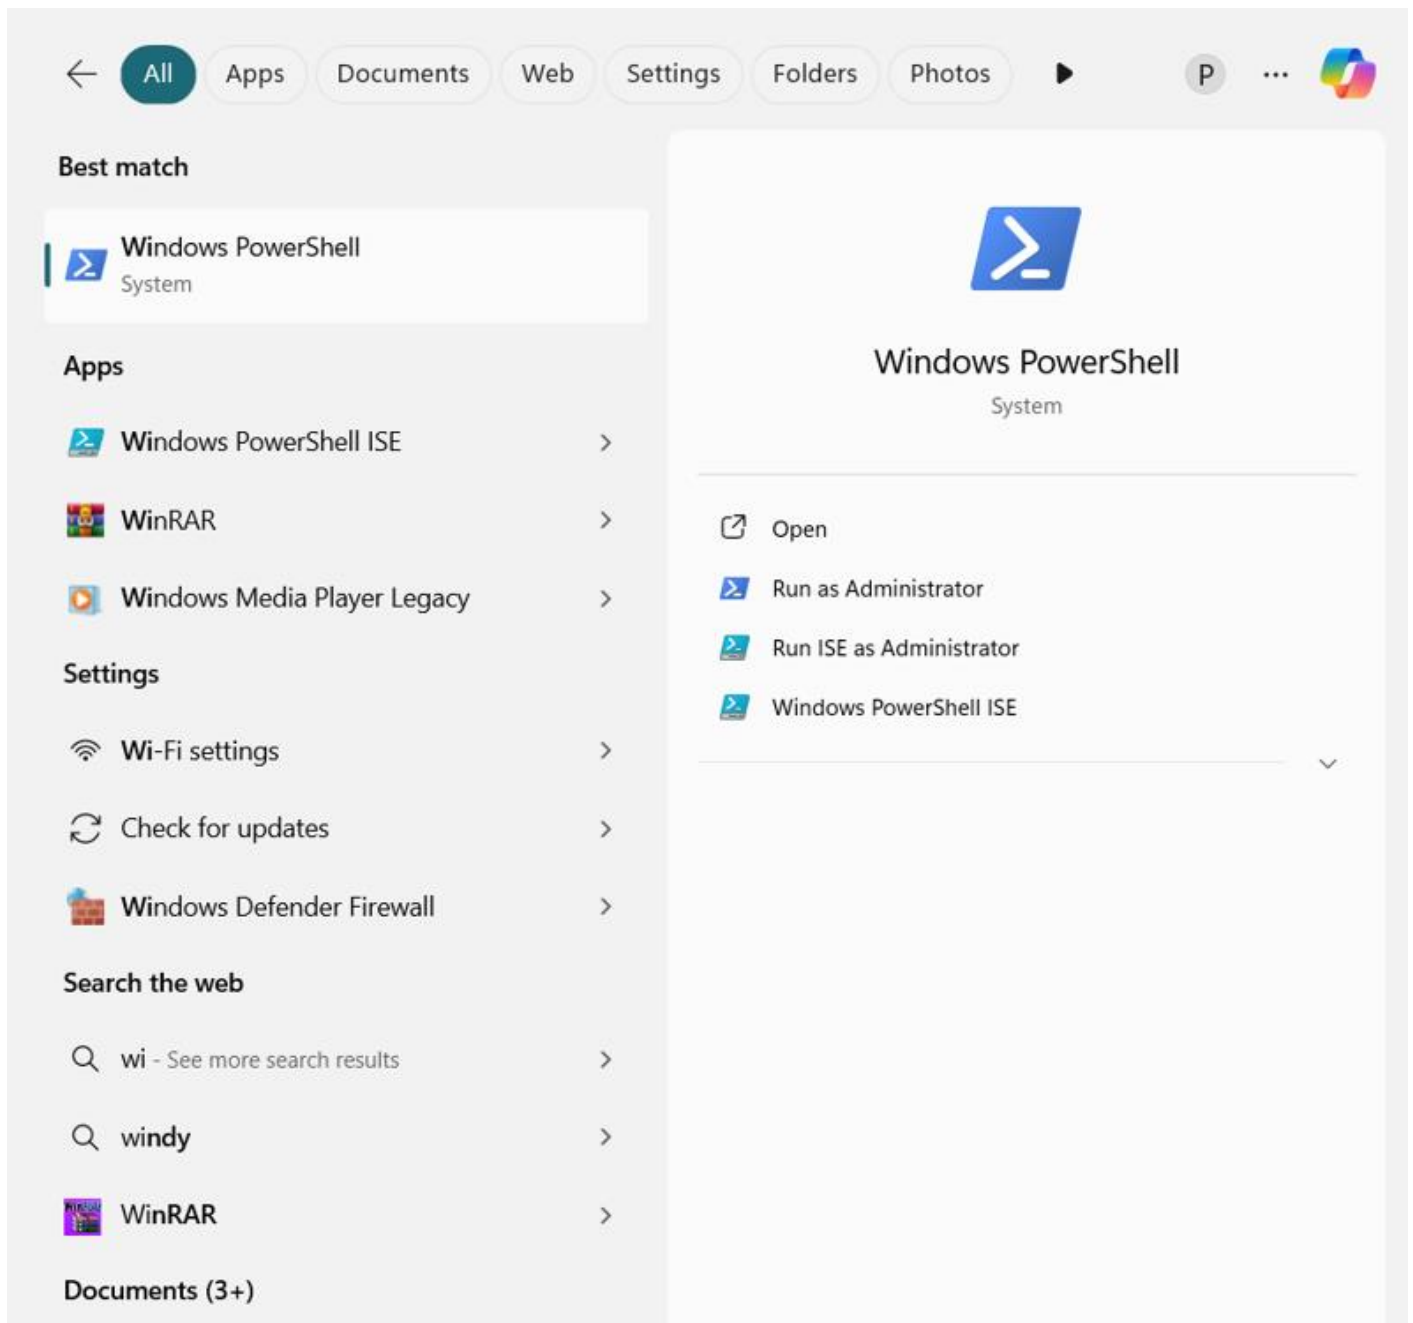 All
Apps
Documents
Web
Settings
Folders
Photos
P
...
Best match
Windows PowerShell
System
Apps
Windows PowerShell ISE
WinRAR
Windows Media Player Legacy
Settings
Wi-Fi settings
Check for updates
Windows Defender Firewall
Search the web
wi - See more search results
windy
WinRAR
Documents (3+)
Windows PowerShell
System
Open
Run as Administrator
Run ISE as Administrator
Windows PowerShell ISE